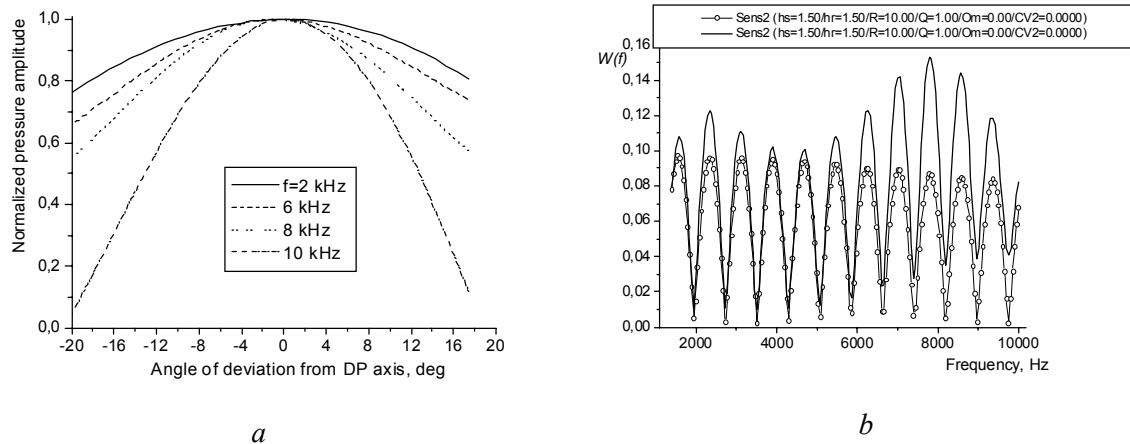 1,0
0,8
0,6
0,4
0,2
0,0
Normalized pressure amplitude
f=2 kHz
6 kHz
8 kHz
10 kHz
-20 -16 -12 -8 -4 0 4 8 12 16 20
Angle of deviation from DP axis, deg
a
Sens2 (hs=1.50/hr=1.50/R=10.00/Q=1.00/Om=0.00/CV2=0.0000)
Sens2 (hs=1.50/hr=1.50/R=10.00/Q=1.00/Om=0.00/CV2=0.0000)
0,16
W(f)
0,14
0,12
0,10
0,08
0,06
0,04
0,02
0,00
2000 4000 6000 8000 10000
Frequency, Hz
b